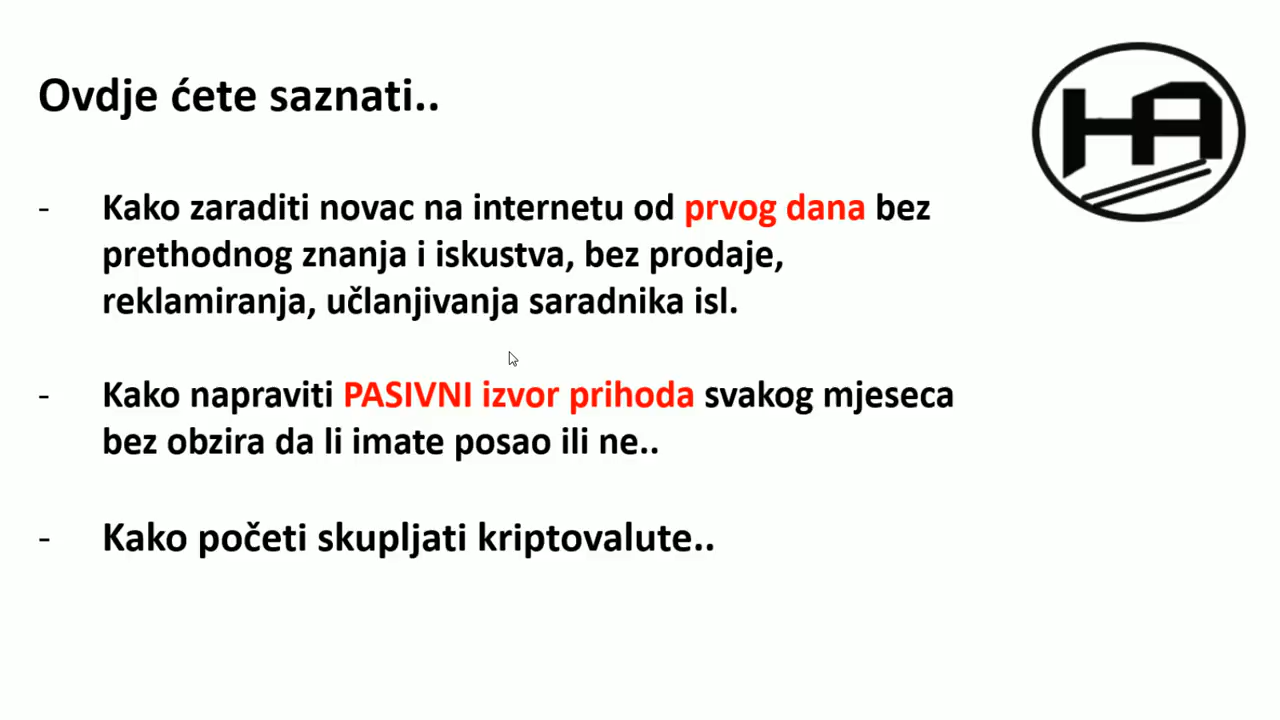 Ovdje ćete saznati..
- Kako zaraditi novac na internetu od prvog dana bez
prethodnog znanja i iskustva, bez prodaje,
reklamiranja, učlanjivanja saradnika isl.
- Kako napraviti PASIVNI izvor prihoda svakog mjeseca
bez obzira da li imate posao ili ne..
- Kako početi skupljati kriptovalute..
HA